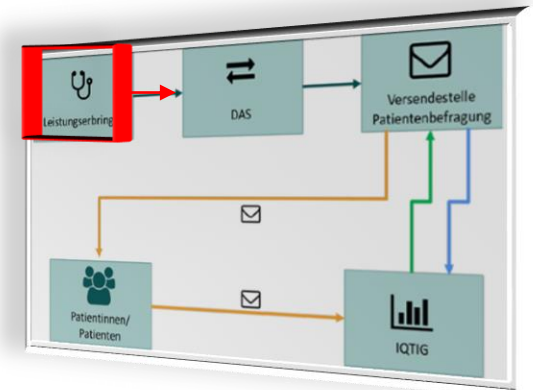 Leistungserbring
DAS
Versendestelle
Patientenbefragung
Patientinnen/
Patienten
IQTIG